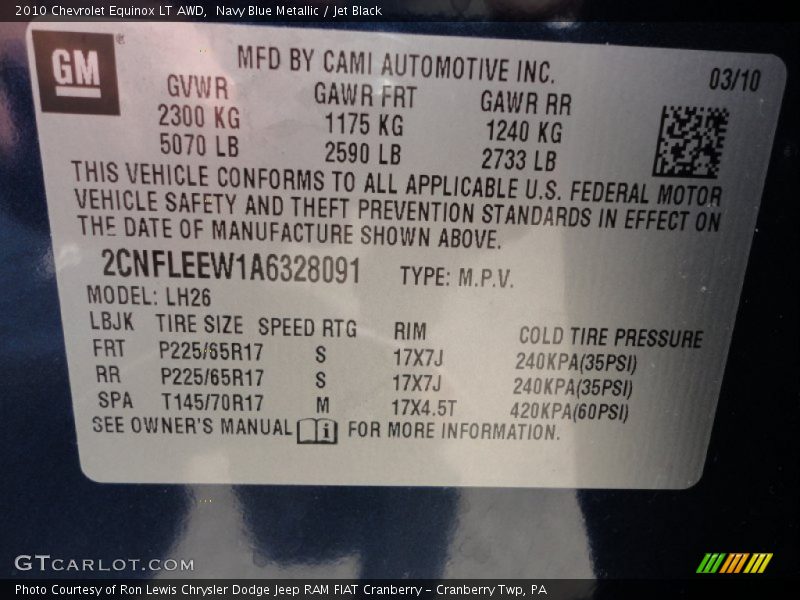 2010 Chevrolet Equinox LT AWD,  Navy Blue Metallic / Jet Black
GM
MFD BY CAMI AUTOMOTIVE INC.
03/10
GVWR GAWR FRT GAWR RR
2300 KG 1175 KG 1240 KG
5070 LB 2590 LB 2733 LB
THIS VEHICLE CONFORMS TO ALL APPLICABLE U.S. FEDERAL MOTOR
VEHICLE SAFETY AND THEFT PREVENTION STANDARDS IN EFFECT ON
THE DATE OF MANUFACTURE SHOWN ABOVE.
2CNFLEEW1A6328091 TYPE: M.P.V.
MODEL: LH26
LBJK TIRE SIZE SPEED RTG RIM COLD TIRE PRESSURE
FRT P225/65R17 S 17X7J 240KPA(35PSI)
RR P225/65R17 S 17X7J 240KPA(35PSI)
SPA T145/70R17 M 17X4.5T 420KPA(60PSI)
SEE OWNER'S MANUAL i FOR MORE INFORMATION.
GTCARLOT.COM
Photo Courtesy of Ron Lewis Chrysler Dodge Jeep RAM FIAT Cranberry - Cranberry Twp, PA